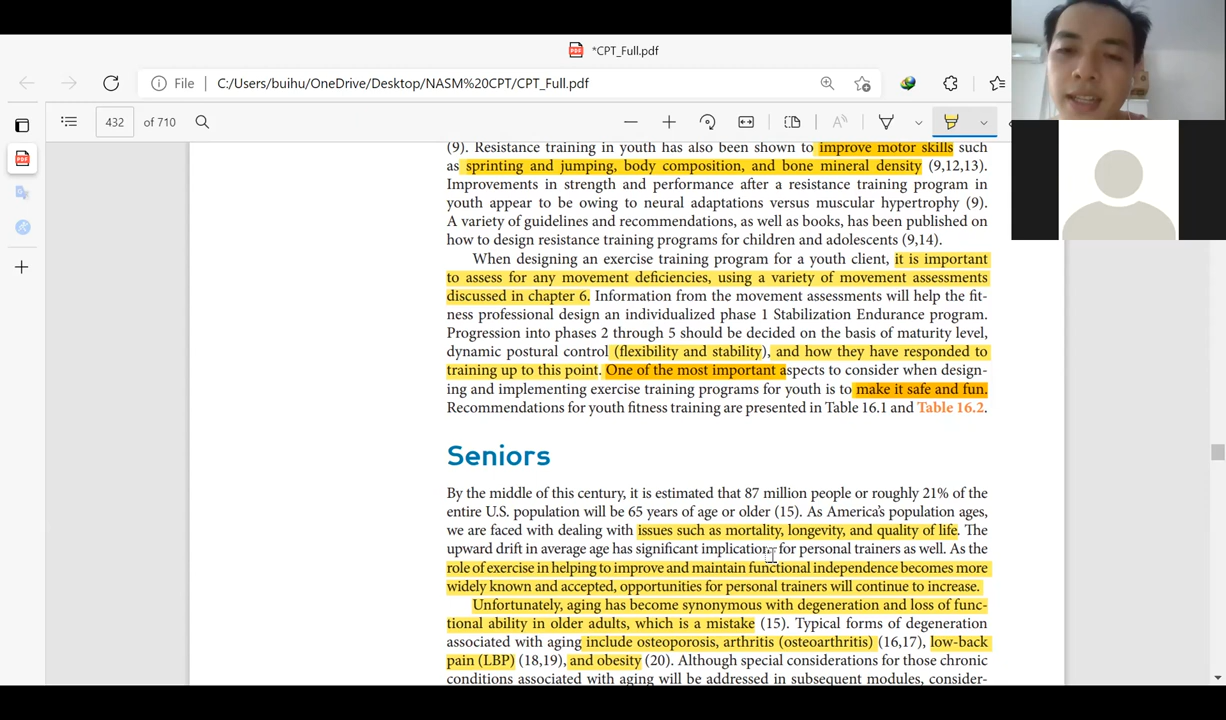 *CPT_Full.pdf
File C:/Users/buihu/OneDrive/Desktop/NASM%20CPT/CPT_Full.pdf
432 of 710
(9). Resistance training in youth has also been shown to improve motor skills such
as sprinting and jumping, body composition, and bone mineral density (9,12,13).
Improvements in strength and performance after a resistance training program in
youth appear to be owing to neural adaptations versus muscular hypertrophy (9).
A variety of guidelines and recommendations, as well as books, has been published on
how to design resistance training programs for children and adolescents (9,14).
When designing an exercise training program for a youth client, it is important
to assess for any movement deficiencies, using a variety of movement assessments
discussed in chapter 6. Information from the movement assessments will help the fit-
ness professional design an individualized phase 1 Stabilization Endurance program.
Progression into phases 2 through 5 should be decided on the basis of maturity level,
dynamic postural control (flexibility and stability), and how they have responded to
training up to this point. One of the most important aspects to consider when design-
ing and implementing exercise training programs for youth is to make it safe and fun.
Recommendations for youth fitness training are presented in Table 16.1 and Table 16.2.
Seniors
By the middle of this century, it is estimated that 87 million people or roughly 21% of the
entire U.S. population will be 65 years of age or older (15). As America's population ages,
we are faced with dealing with issues such as mortality, longevity, and quality of life. The
upward drift in average age has significant implications for personal trainers as well. As the
role of exercise in helping to improve and maintain functional independence becomes more
widely known and accepted, opportunities for personal trainers will continue to increase.
Unfortunately, aging has become synonymous with degeneration and loss of func-
tional ability in older adults, which is a mistake (15). Typical forms of degeneration
associated with aging include osteoporosis, arthritis (osteoarthritis) (16,17), low-back
pain (LBP) (18,19), and obesity (20). Although special considerations for those chronic
conditions associated with aging will be addressed in subsequent modules, consider-